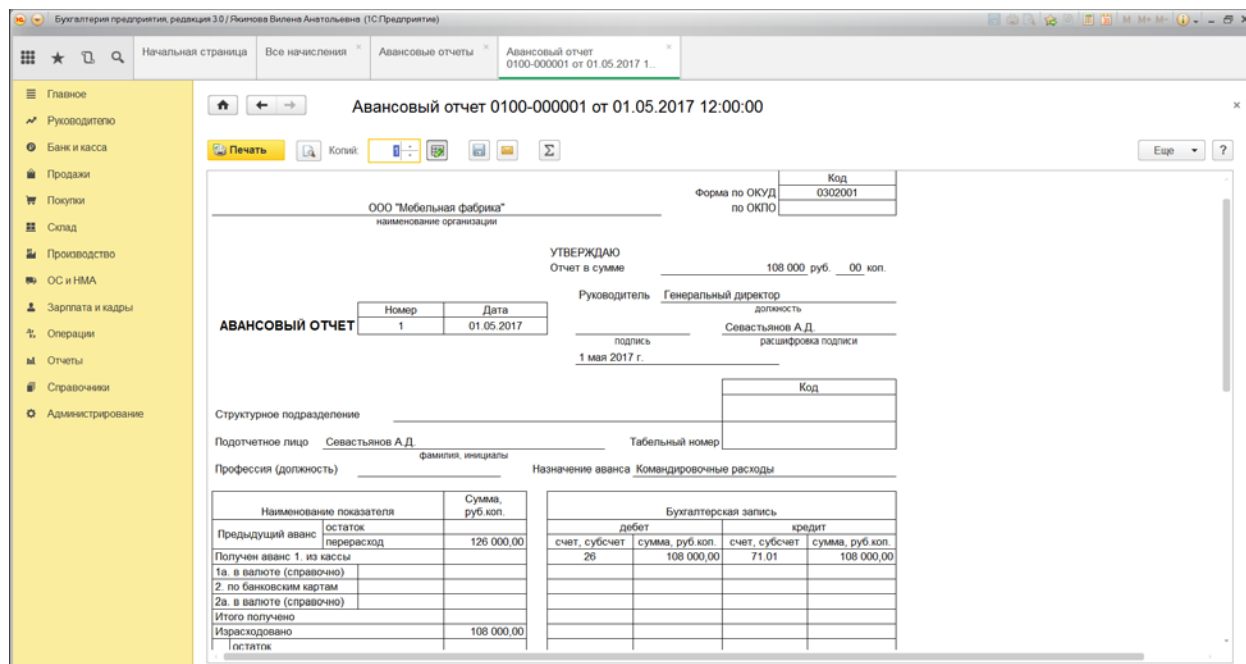 Бухгалтерия предприятия, редакция 3.0 / Якимова Вилена Анатольевна (1С:Предприятие)
M M+ M-
Начальная страница Все начисления Авансовые отчеты Авансовый отчет
0100-000001 от 01.05.2017 1...
Главное
Руководителю
Банк и касса
Продажи
Покупки
Склад
Производство
ОС и НМА
Зарплата и кадры
Операции
Отчеты
Справочники
Администрирование
Авансовый отчет 0100-000001 от 01.05.2017 12:00:00
Печать Копий: 1 Σ Еще ?
Код
Форма по ОКУД 0302001
ООО "Мебельная фабрика" по ОКПО
наименование организации
УТВЕРЖДАЮ
Отчет в сумме 108 000 руб. 00 коп.
Руководитель Генеральный директор
должность
Номер Дата
АВАНСОВЫЙ ОТЧЕТ 1 01.05.2017 Севастьянов А.Д.
подпись расшифровка подписи
1 мая 2017 г.
Код
Структурное подразделение
Подотчетное лицо Севастьянов А.Д. Табельный номер
фамилия, инициалы
Профессия (должность) Назначение аванса Командировочные расходы
Наименование показателя Сумма, руб.коп. Бухгалтерская запись
Предыдущий аванс остаток дебет кредит
перерасход 126 000,00 счет, субсчет сумма, руб.коп. счет, субсчет сумма, руб.коп.
Получен аванс 1. из кассы 26 108 000,00 71.01 108 000,00
1а. в валюте (справочно)
2. по банковским картам
2а. в валюте (справочно)
Итого получено
Израсходовано 108 000,00
остаток